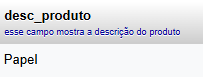 desc_produto
esse campo mostra a descrição do produto
Papel